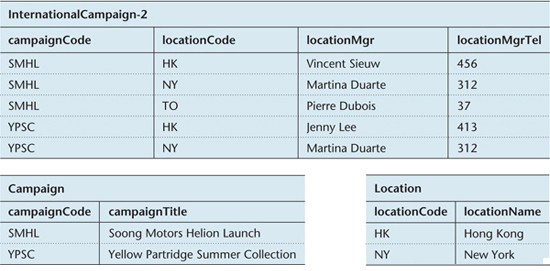 InternationalCampaign-2
campaignCode locationCode locationMgr locationMgrTel
SMHL HK Vincent Sieuw 456
SMHL NY Martina Duarte 312
SMHL TO Pierre Dubois 37
YPSC HK Jenny Lee 413
YPSC NY Martina Duarte 312
Campaign
campaignCode campaignTitle
SMHL Soong Motors Helion Launch
YPSC Yellow Partridge Summer Collection
Location
locationCode locationName
HK Hong Kong
NY New York